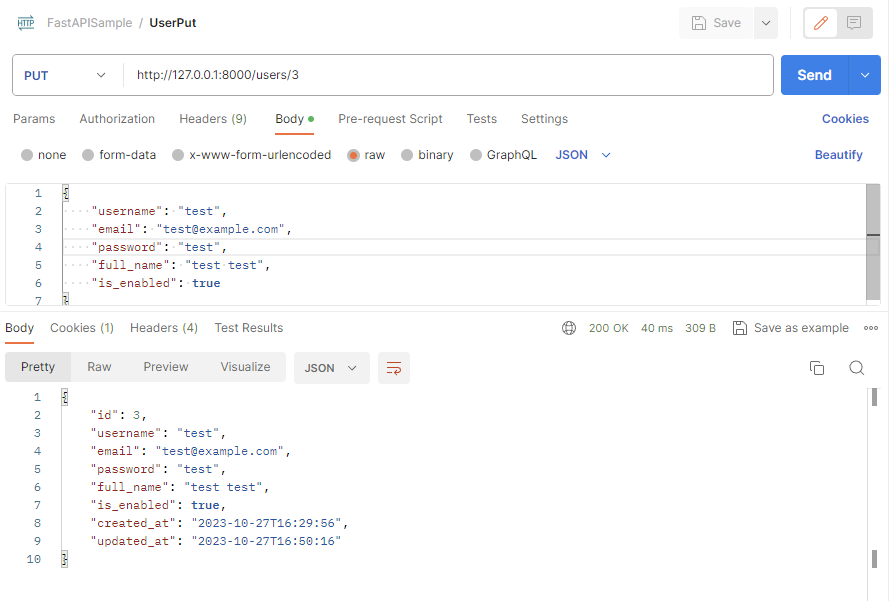 HTTP FastAPISample / UserPut Save
PUT http://127.0.0.1:8000/users/3 Send
Params Authorization Headers (9) Body Pre-request Script Tests Settings Cookies
none form-data x-www-form-urlencoded raw binary GraphQL JSON Beautify
1 {
2 "username": "test",
3 "email": "test@example.com",
4 "password": "test",
5 "full_name": "test test",
6 "is_enabled": true
7 }
Body Cookies (1) Headers (4) Test Results 200 OK 40 ms 309 B Save as example
Pretty Raw Preview Visualize JSON
1 {
2 "id": 3,
3 "username": "test",
4 "email": "test@example.com",
5 "password": "test",
6 "full_name": "test test",
7 "is_enabled": true,
8 "created_at": "2023-10-27T16:29:56",
9 "updated_at": "2023-10-27T16:50:16"
10 }